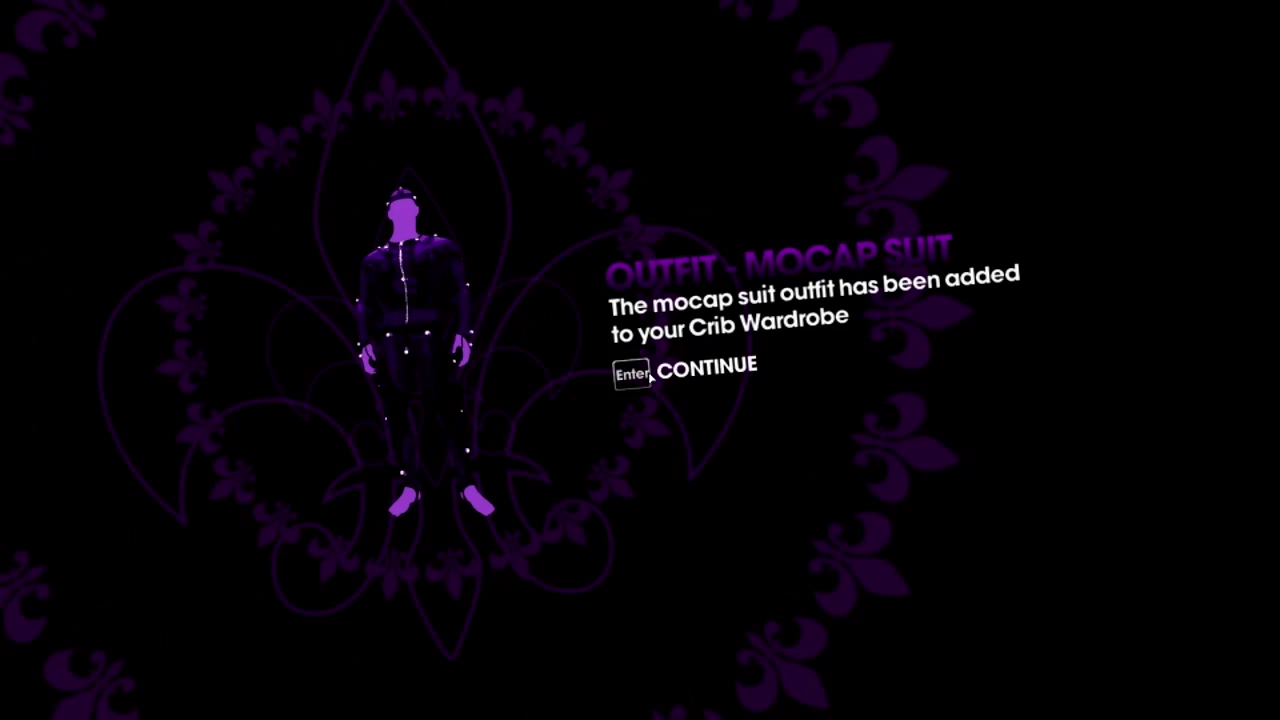 OUTFIT - MOCAP SUIT
The mocap suit outfit has been added
to your Crib Wardrobe
Enter CONTINUE